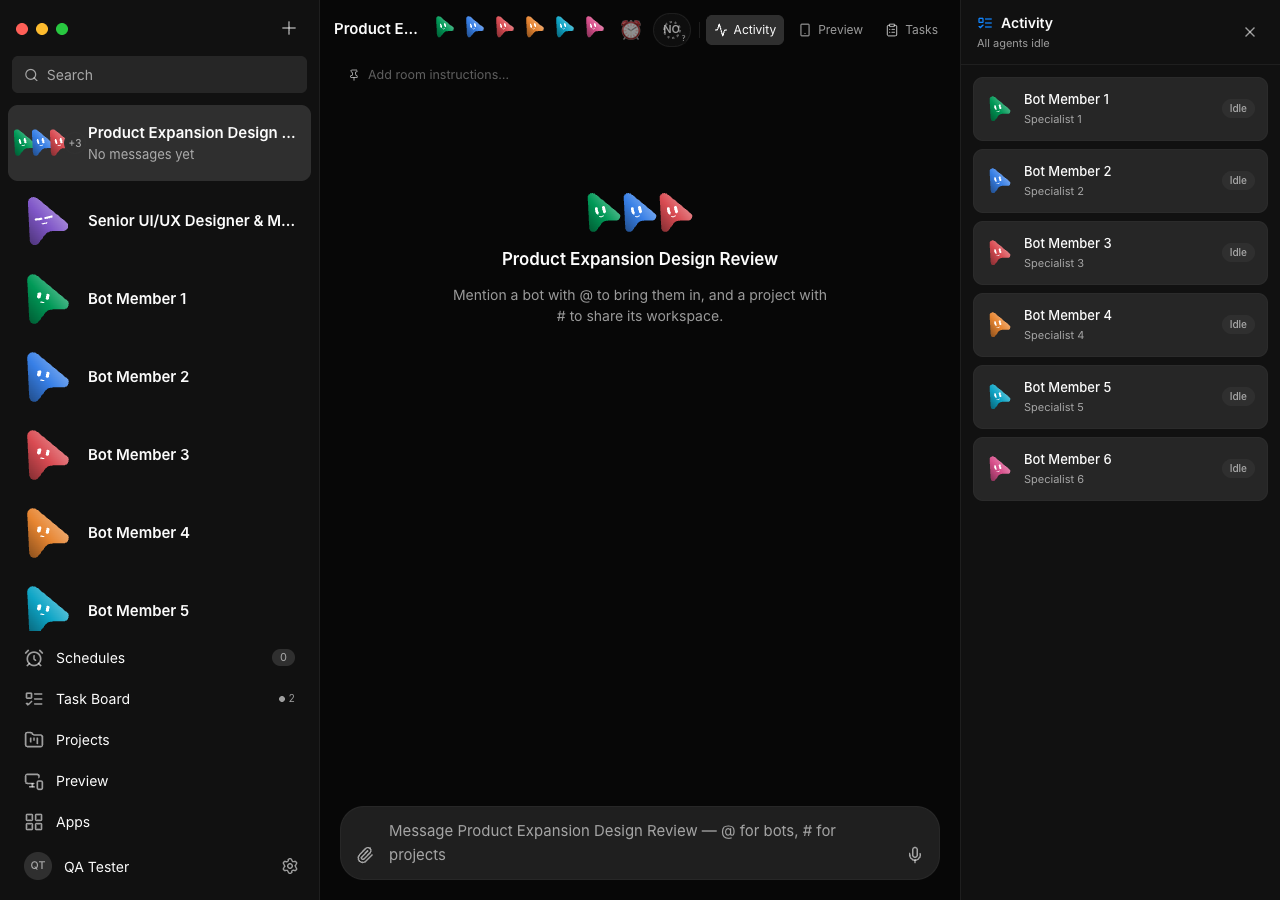 Search
+3
Product Expansion Design ...
No messages yet
Senior UI/UX Designer & M...
Bot Member 1
Bot Member 2
Bot Member 3
Bot Member 4
Bot Member 5
Schedules
0
Task Board
2
Projects
Preview
Apps
QT
QA Tester
Product E...
NO
?
Activity
Preview
Tasks
Add room instructions...
Product Expansion Design Review
Mention a bot with @ to bring them in, and a project with
# to share its workspace.
Message Product Expansion Design Review — @ for bots, # for
projects
Activity
All agents idle
Bot Member 1
Specialist 1
Idle
Bot Member 2
Specialist 2
Idle
Bot Member 3
Specialist 3
Idle
Bot Member 4
Specialist 4
Idle
Bot Member 5
Specialist 5
Idle
Bot Member 6
Specialist 6
Idle